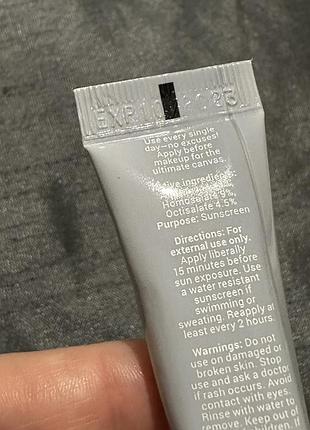 EXP
Use every single
day—no excuses!
Apply before
makeup for the
ultimate canvas.
ingredients:
9%,
Octisalate 4.5%
Purpose: Sunscreen
Directions: For
external use only.
Apply liberally
15 minutes before
sun exposure. Use
a water resistant
sunscreen if
swimming or
sweating. Reapply at
least every 2 hours.
Warnings: Do not
use on damaged or
broken skin. Stop
use and ask a doctor
if rash occurs. Avoid
contact with eyes.
Rinse with water to
remove. Keep out of